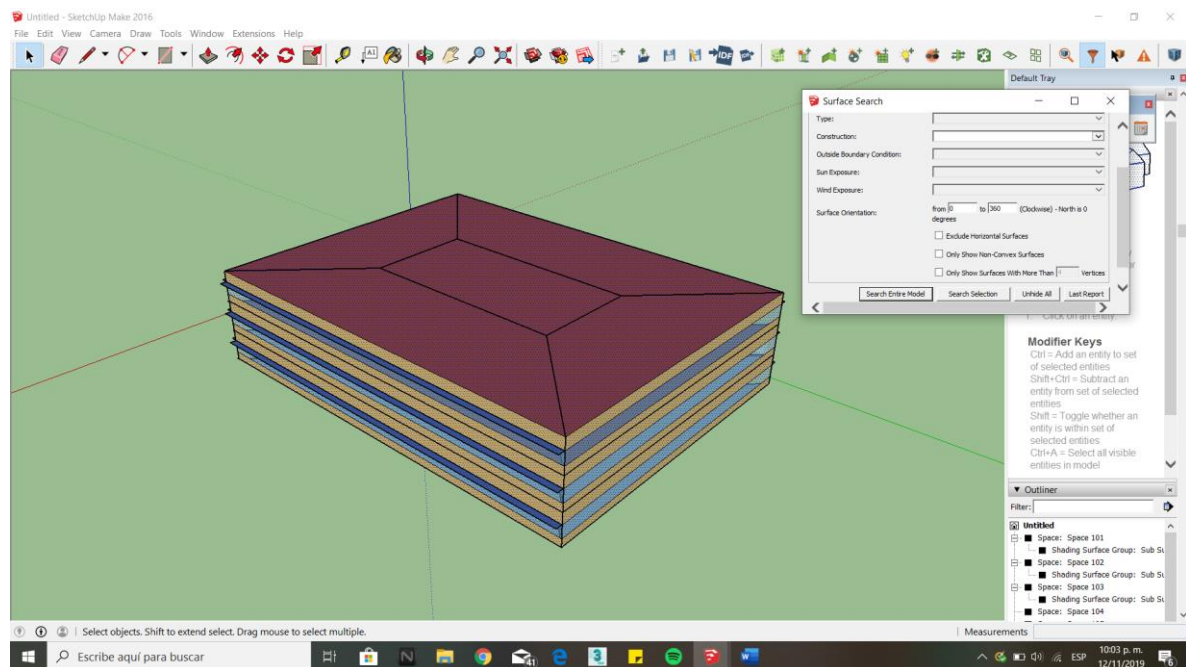 Untitled - SketchUp Make 2016
File Edit View Camera Draw Tools Window Extensions Help
A1
IDF
Default Tray
Surface Search
Type:
Construction:
Outside Boundary Condition:
Sun Exposure:
Wind Exposure:
Surface Orientation:
from 0 to 360 (Clockwise) - North is 0
degrees
Exclude Horizontal Surfaces
Only Show Non-Convex Surfaces
Only Show Surfaces With More Than Vertices
Search Entire Model Search Selection Unhide All Last Report
1. Click on an entity.
Modifier Keys
Ctrl = Add an entity to set
of selected entities
Shift+Ctrl = Subtract an
entity from set of selected
entities
Shift = Toggle whether an
entity is within set of
selected entities
Ctrl+A = Select all visible
entities in model
Outliner
Filter:
Untitled
Space: Space 101
Shading Surface Group: Sub Su
Space: Space 102
Shading Surface Group: Sub Su
Space: Space 103
Shading Surface Group: Sub Su
Space: Space 104
Select objects. Shift to extend select. Drag mouse to select multiple.
Measurements
Escribe aquí para buscar
41
ESP
10:03 p. m.
12/11/2019
6